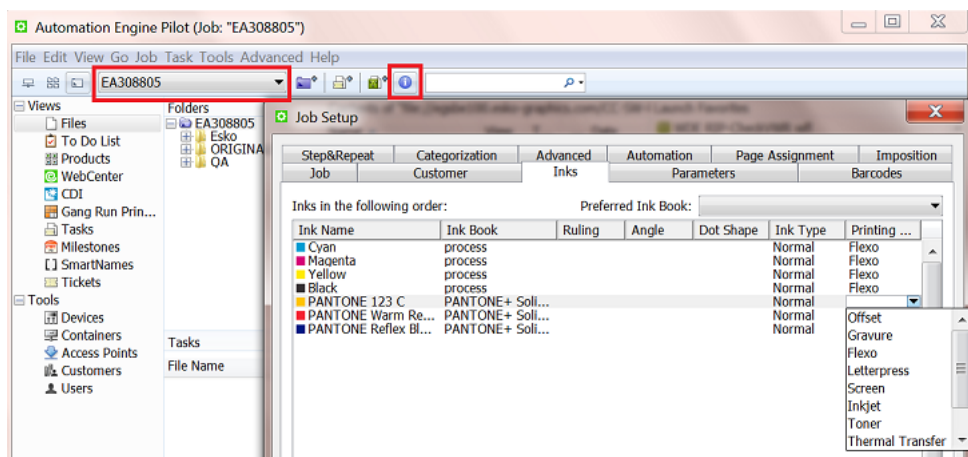 Automation Engine Pilot (Job: "EA308805")
File Edit View Go Job Task Tools Advanced Help
EA308805
Views
Files
To Do List
Products
WebCenter
CDI
Gang Run Prin...
Tasks
Milestones
SmartNames
Tickets
Tools
Devices
Containers
Access Points
Customers
Users
Folders
EA308805
Esko
ORIGINA
QA
Tasks
File Name
Job Setup
Step&Repeat Categorization Advanced Automation Page Assignment Imposition
Job Customer Inks Parameters Barcodes
Inks in the following order: Preferred Ink Book:
Ink Name Ink Book Ruling Angle Dot Shape Ink Type Printing ...
Cyan process Normal Flexo
Magenta process Normal Flexo
Yellow process Normal Flexo
Black process Normal Flexo
PANTONE 123 C PANTONE+ Soli... Normal
PANTONE Warm Re... PANTONE+ Soli... Normal
PANTONE Reflex Bl... PANTONE+ Soli... Normal
Offset
Gravure
Flexo
Letterpress
Screen
Inkjet
Toner
Thermal Transfer